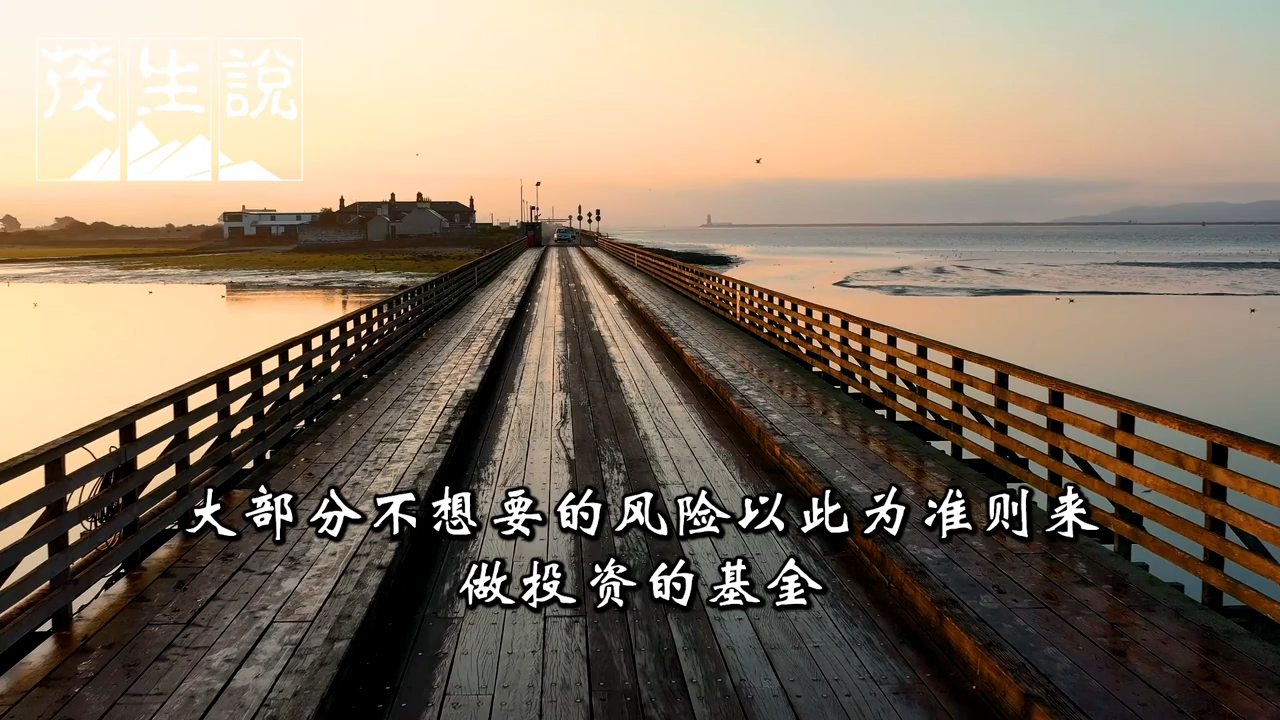 茂生說
大部分不想要的风险以此为准则来
做投资的基金